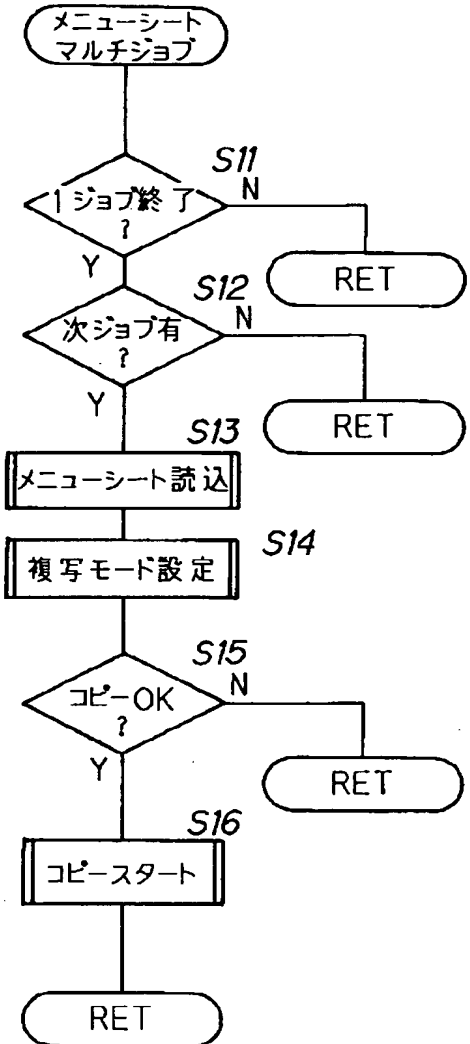 メニューシート
マルチジョブ
S11
1ジョブ終了
?
N
Y
RET
S12
次ジョブ有
?
N
Y
RET
S13
メニューシート読込
S14
複写モード設定
S15
コピーOK
?
N
Y
RET
S16
コピースタート
RET